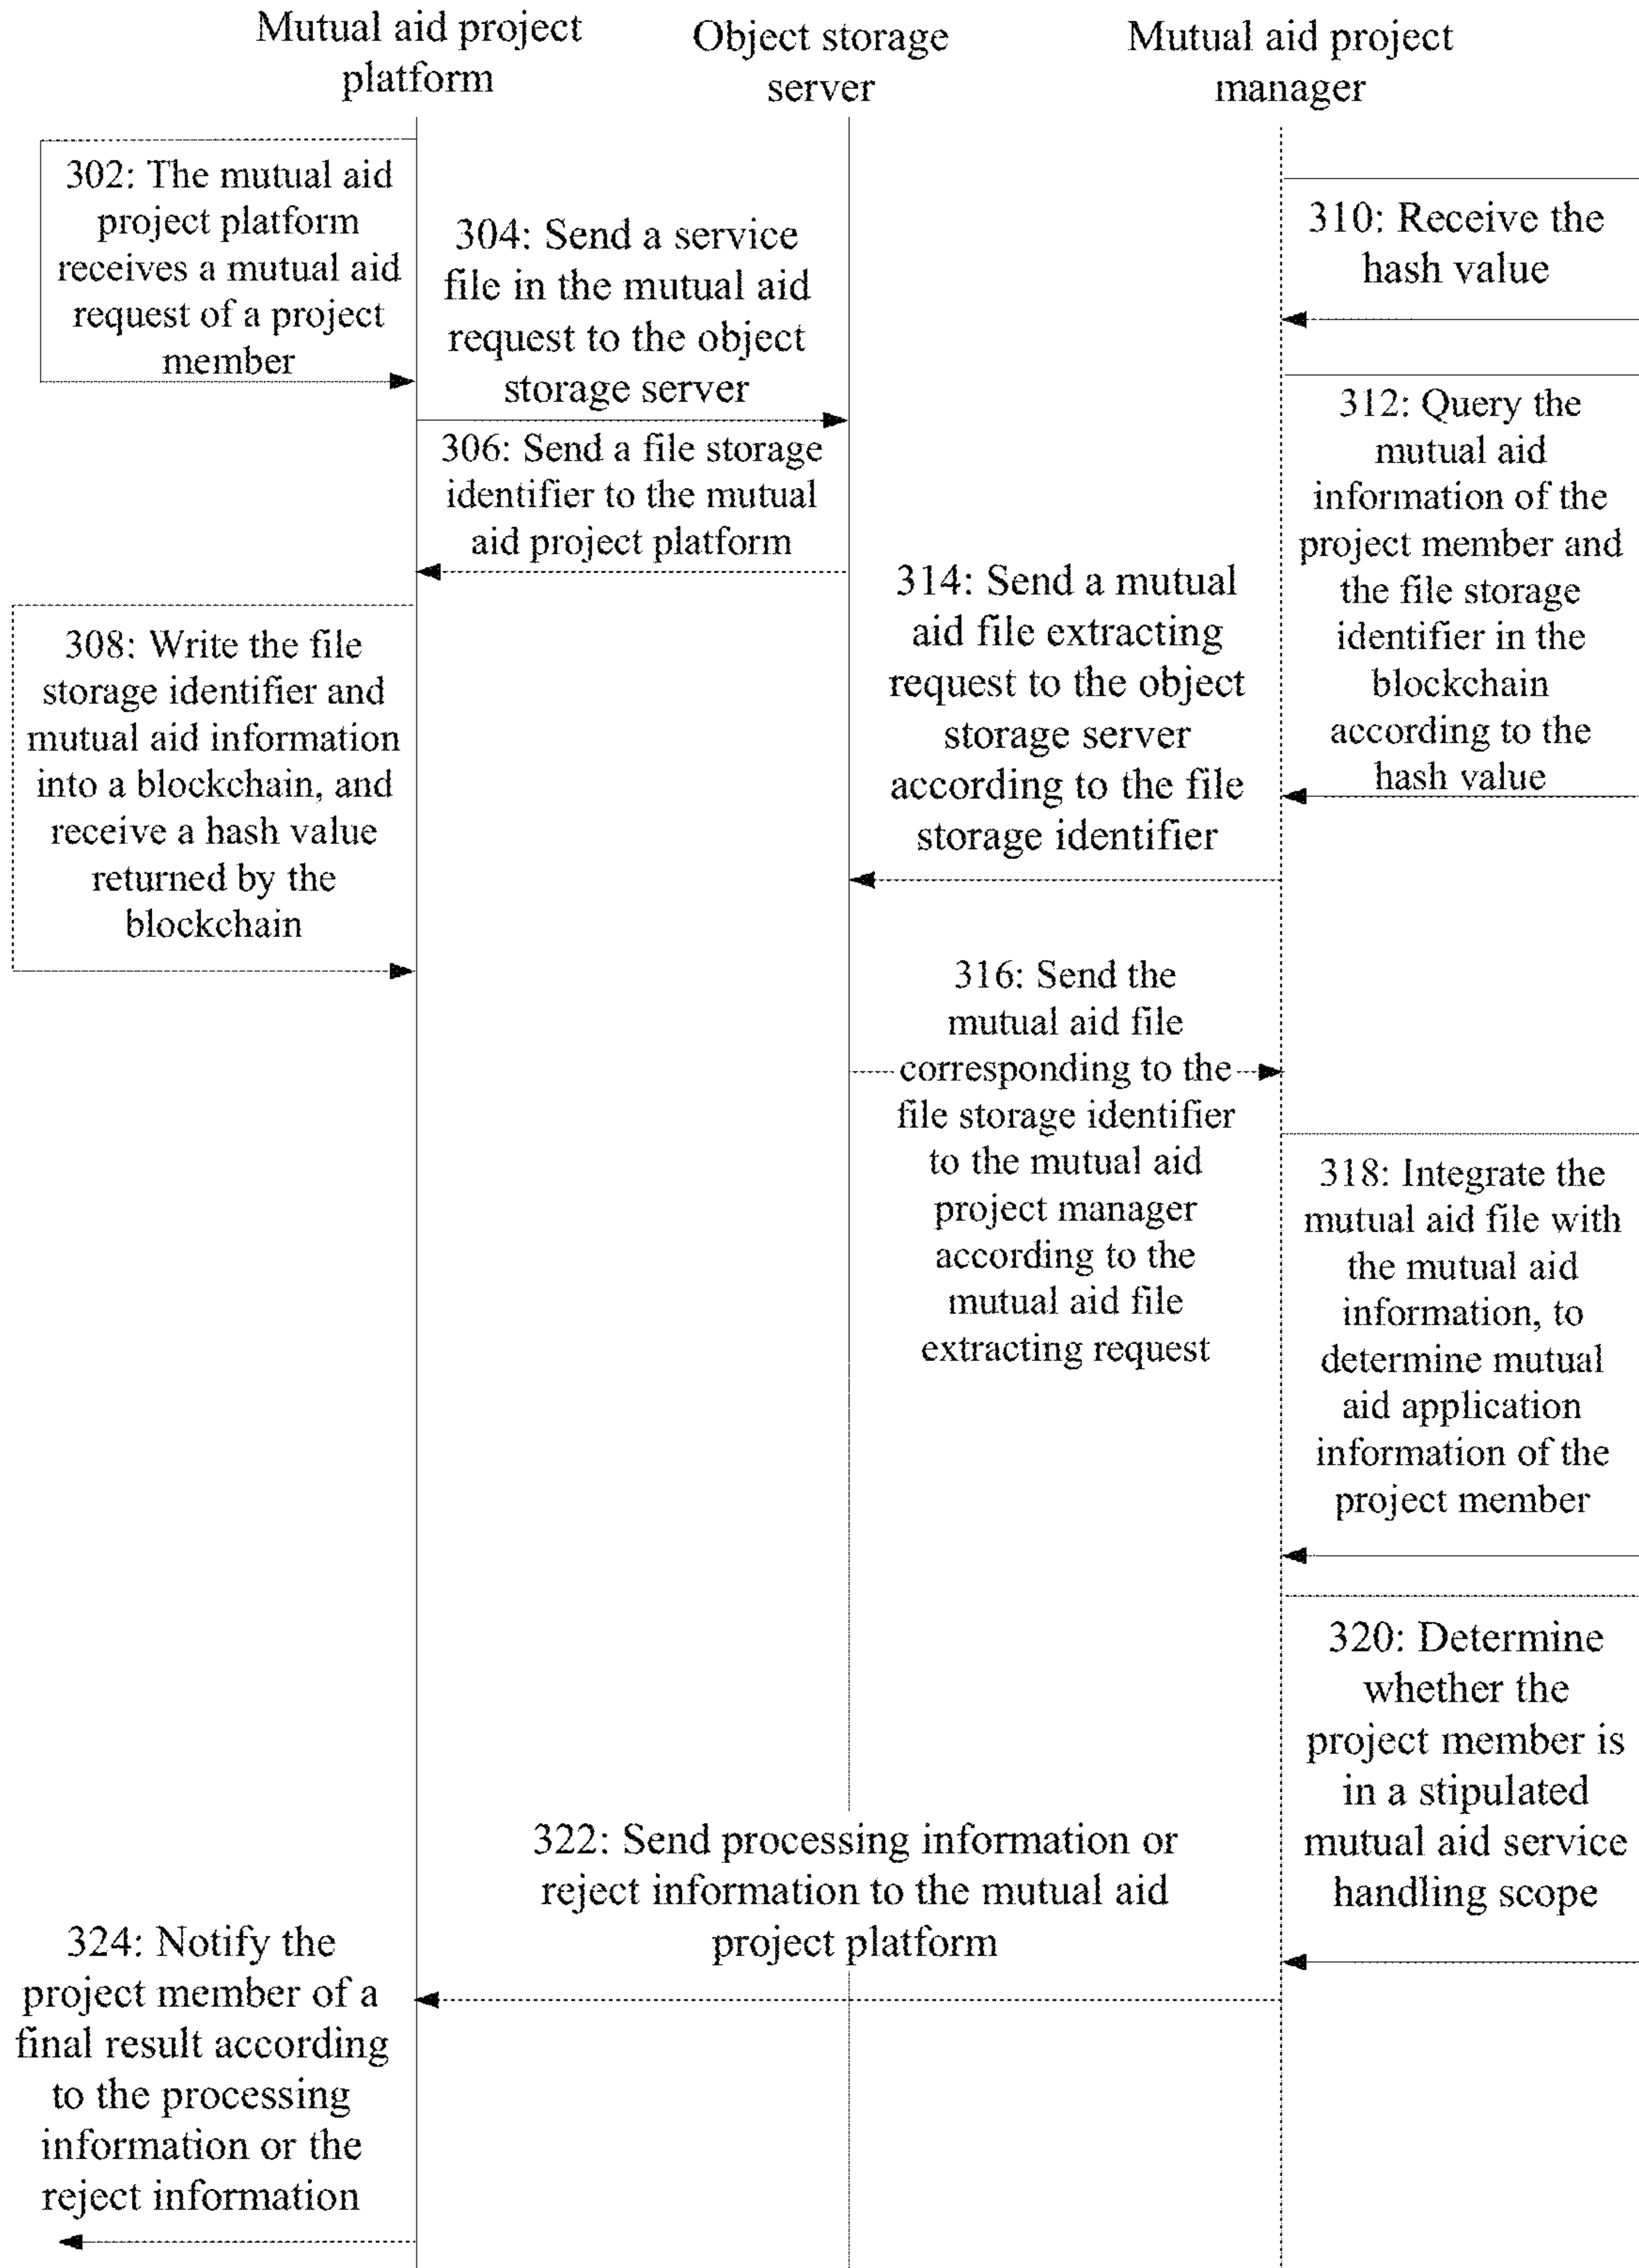 Mutual aid project
platform
Object storage
server
Mutual aid project
manager
302: The mutual aid
project platform
receives a mutual aid
request of a project
member
304: Send a service
file in the mutual aid
request to the object
storage server
306: Send a file storage
identifier to the mutual
aid project platform
308: Write the file
storage identifier and
mutual aid information
into a blockchain, and
receive a hash value
returned by the
blockchain
310: Receive the
hash value
312: Query the
mutual aid
information of the
project member and
the file storage
identifier in the
blockchain
according to the
hash value
314: Send a mutual
aid file extracting
request to the object
storage server
according to the file
storage identifier
316: Send the
mutual aid file
corresponding to the
file storage identifier
to the mutual aid
project manager
according to the
mutual aid file
extracting request
318: Integrate the
mutual aid file with
the mutual aid
information, to
determine mutual
aid application
information of the
project member
320: Determine
whether the
project member is
in a stipulated
mutual aid service
handling scope
322: Send processing information or
reject information to the mutual aid
project platform
324: Notify the
project member of a
final result according
to the processing
information or the
reject information